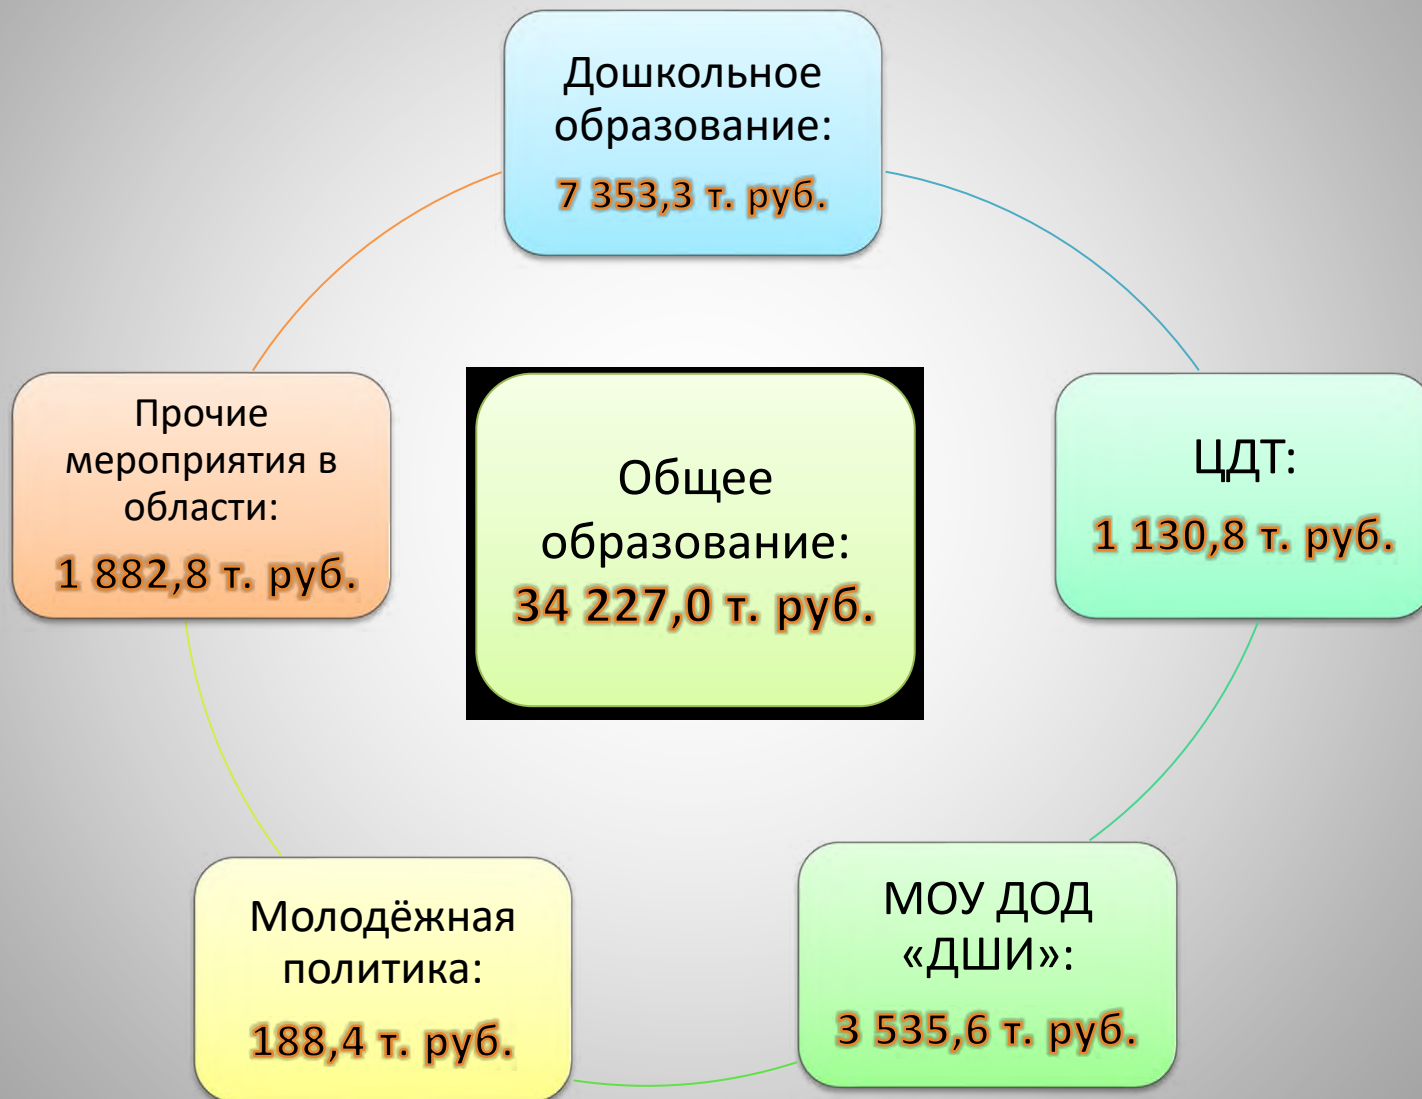 Дошкольное
образование:
7 353,3 т. руб.
Прочие
мероприятия в
области:
1 882,8 т. руб.
Общее
образование:
34 227,0 т. руб.
ЦДТ:
1 130,8 т. руб.
Молодёжная
политика:
188,4 т. руб.
МОУ ДОД
«ДШИ»:
3 535,6 т. руб.